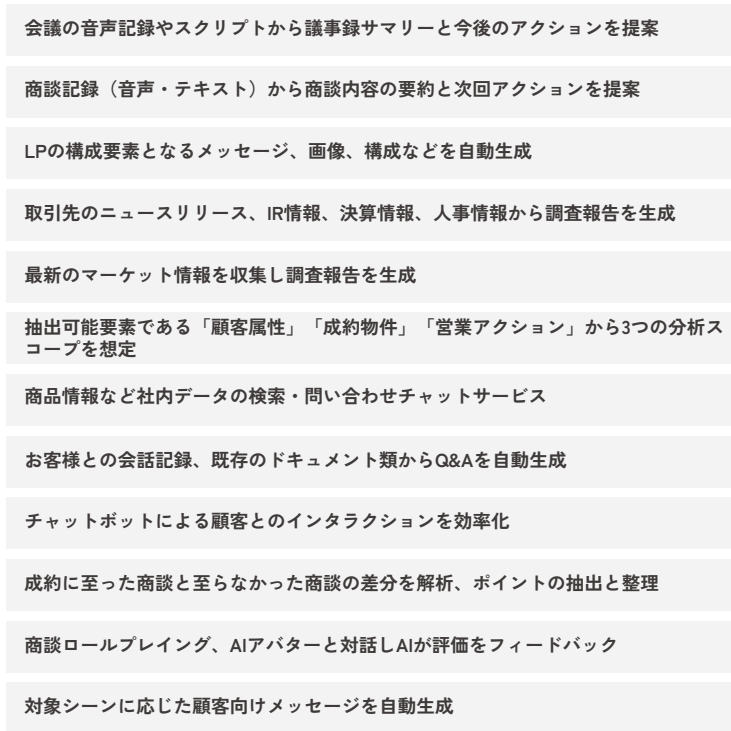 会議の音声記録やスクリプトから議事録サマリーと今後のアクションを提案
商談記録（音声・テキスト）から商談内容の要約と次回アクションを提案
LPの構成要素となるメッセージ、画像、構成などを自動生成
取引先のニュースリリース、IR情報、決算情報、人事情報から調査報告を生成
最新のマーケット情報を収集し調査報告を生成
抽出可能要素である「顧客属性」「成約物件」「営業アクション」から3つの分析ス
コープを想定
商品情報など社内データの検索・問い合わせチャットサービス
お客様との会話記録、既存のドキュメント類からQ&Aを自動生成
チャットボットによる顧客とのインタラクションを効率化
成約に至った商談と至らなかった商談の差分を解析、ポイントの抽出と整理
商談ロールプレイング、AIアバターと対話しAIが評価をフィードバック
対象シーンに応じた顧客向けメッセージを自動生成